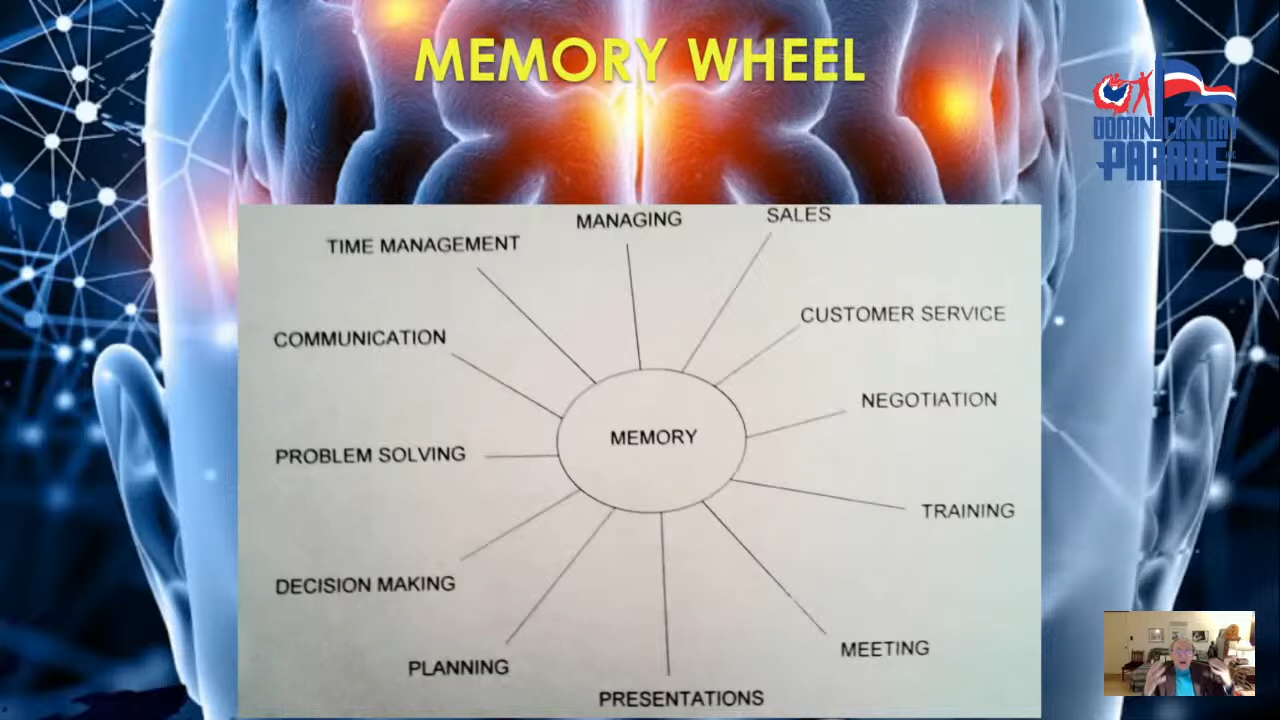 MEMORY WHEEL
DOMINICAN DAY
PARADE
MANAGING
SALES
TIME MANAGEMENT
CUSTOMER SERVICE
COMMUNICATION
NEGOTIATION
MEMORY
PROBLEM SOLVING
TRAINING
DECISION MAKING
MEETING
PLANNING
PRESENTATIONS